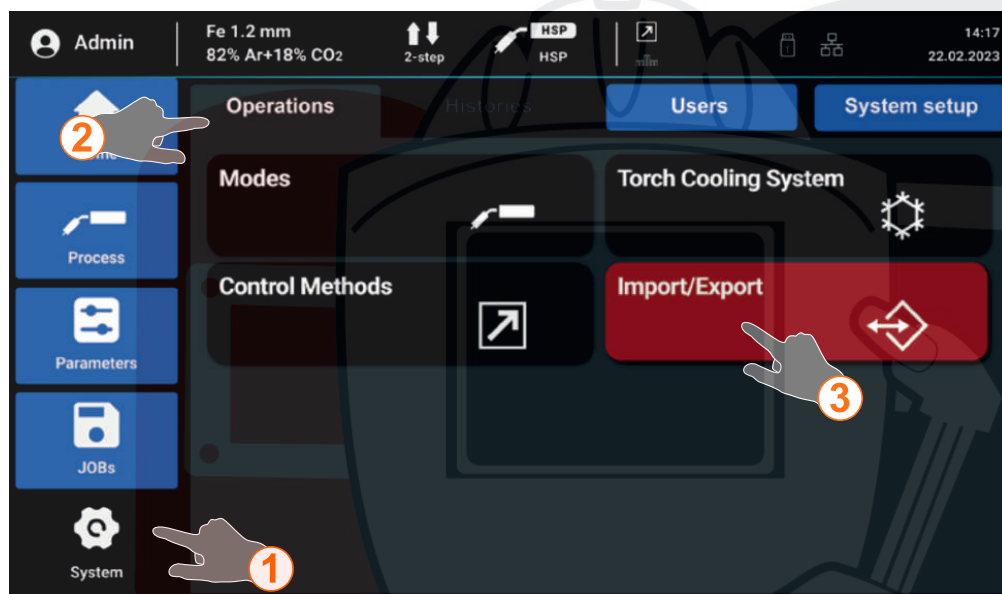 Admin
Fe 1.2 mm
82% Ar+18% CO2
2-step
HSP
HSP
14:17
22.02.2023
Operations
Histories
Users
System setup
2
Modes
Torch Cooling System
Process
Control Methods
Import/Export
Parameters
3
JOBs
1
System